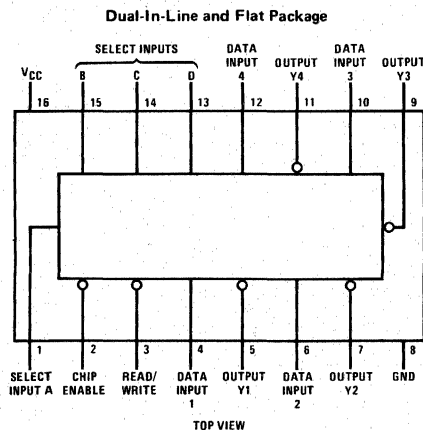 Dual-In-Line and Flat Package
SELECT INPUTS
DATA INPUT 4
OUTPUT Y4
DATA INPUT 3
OUTPUT Y3
VCC
B
C
D
16
15
14
13
12
11
10
9
1
2
3
4
5
6
7
8
SELECT INPUT A
CHIP ENABLE
READ/ WRITE
DATA INPUT 1
OUTPUT Y1
DATA INPUT 2
OUTPUT Y2
GND
TOP VIEW